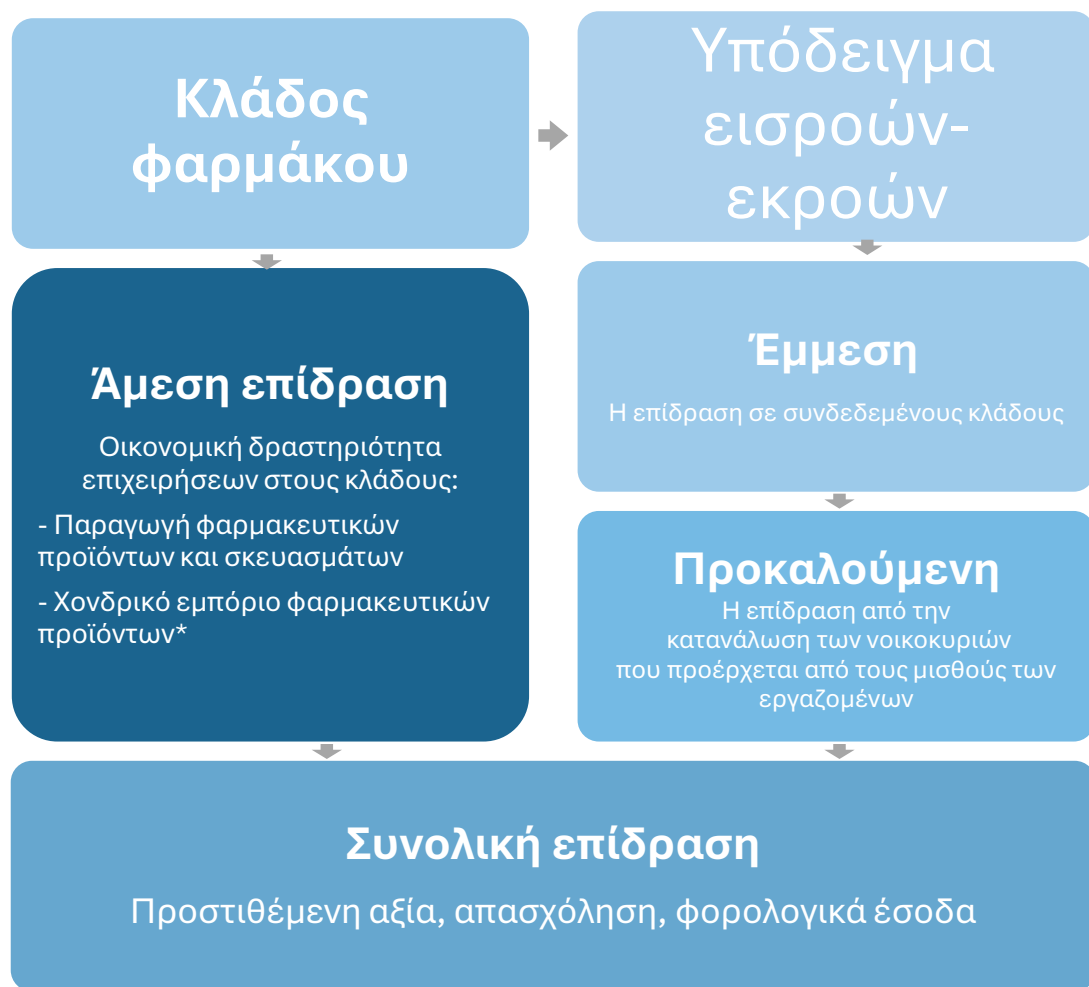 Κλάδος
φαρμάκου
Υπόδειγμα
εισροών-
εκροών
Άμεση επίδραση
Οικονομική δραστηριότητα
επιχειρήσεων στους κλάδους:
- Παραγωγή φαρμακευτικών
προϊόντων και σκευασμάτων
- Χονδρικό εμπόριο φαρμακευτικών
προϊόντων*
Έμμεση
Η επίδραση σε συνδεδεμένους κλάδους
Προκαλούμενη
Η επίδραση από την
κατανάλωση των νοικοκυριών
που προέρχεται από τους μισθούς των
εργαζομένων
Συνολική επίδραση
Προστιθέμενη αξία, απασχόληση, φορολογικά έσοδα